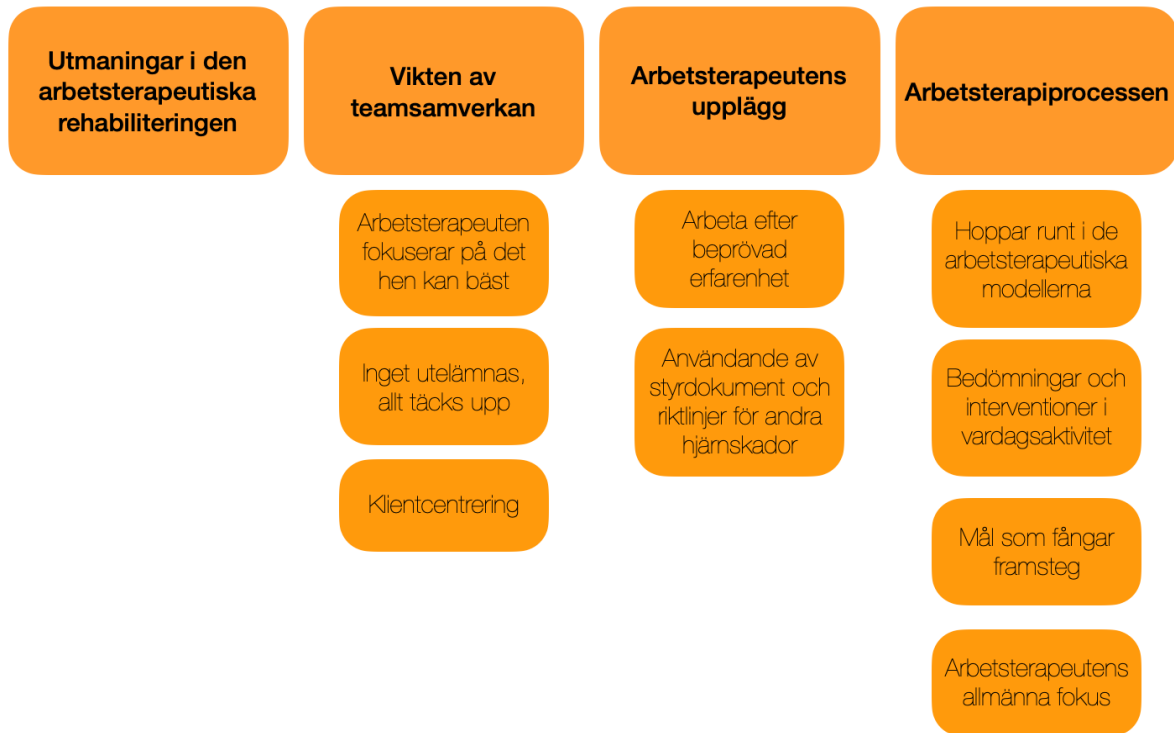 Utmaningar i den
arbetsterapeutiska
rehabiliteringen
Vikten av
teamsamverkan
Arbetsterapeuten
fokuserar på det
hen kan bäst
Inget utelämnas,
allt täcks upp
Klientcentrering
Arbetsterapeutens
upplägg
Arbeta efter
beprövad
erfarenhet
Användande av
styrdokument och
riktlinjer för andra
hjärnskador
Arbetsterapiprocessen
Hoppar runt i de
arbetsterapeutiska
modellerna
Bedömningar och
interventioner i
vardagsaktivitet
Mål som fångar
framsteg
Arbetsterapeutens
allmänna fokus